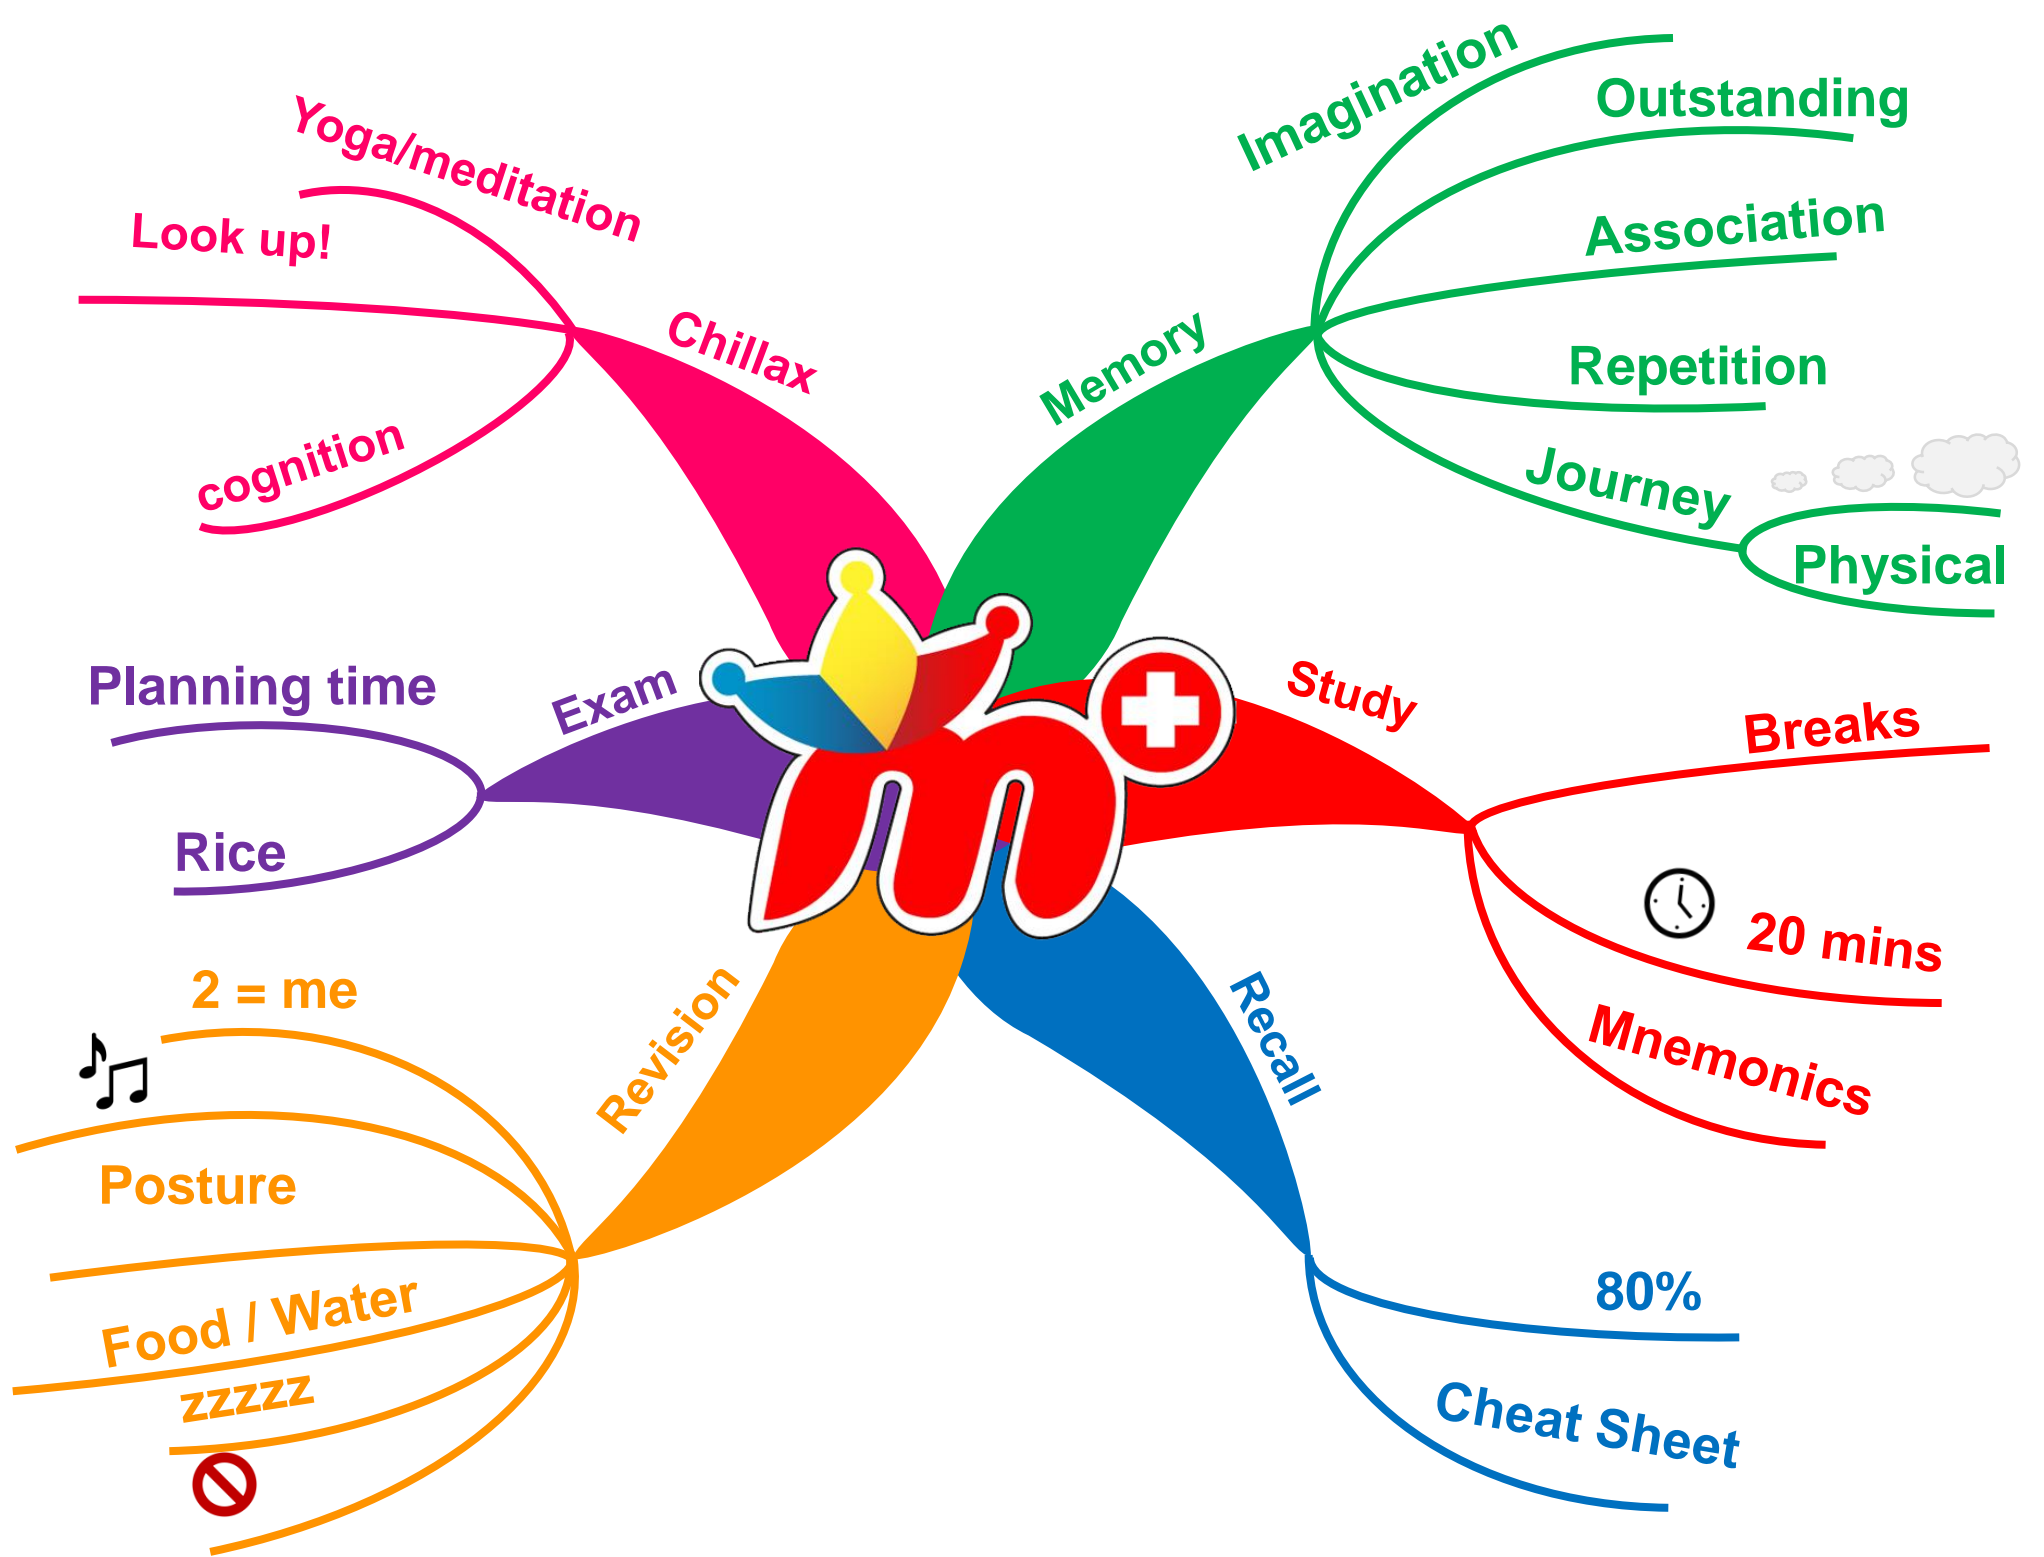 Imagination
Outstanding
Association
Repetition
Journey
Physical
Memory
Yoga/meditation
Look up!
cognition
Chillax
Planning time
Rice
Exam
m
Study
Breaks
20 mins
Mnemonics
Recall
80%
Cheat Sheet
Revision
2 = me
Posture
Food / Water
zzzzz